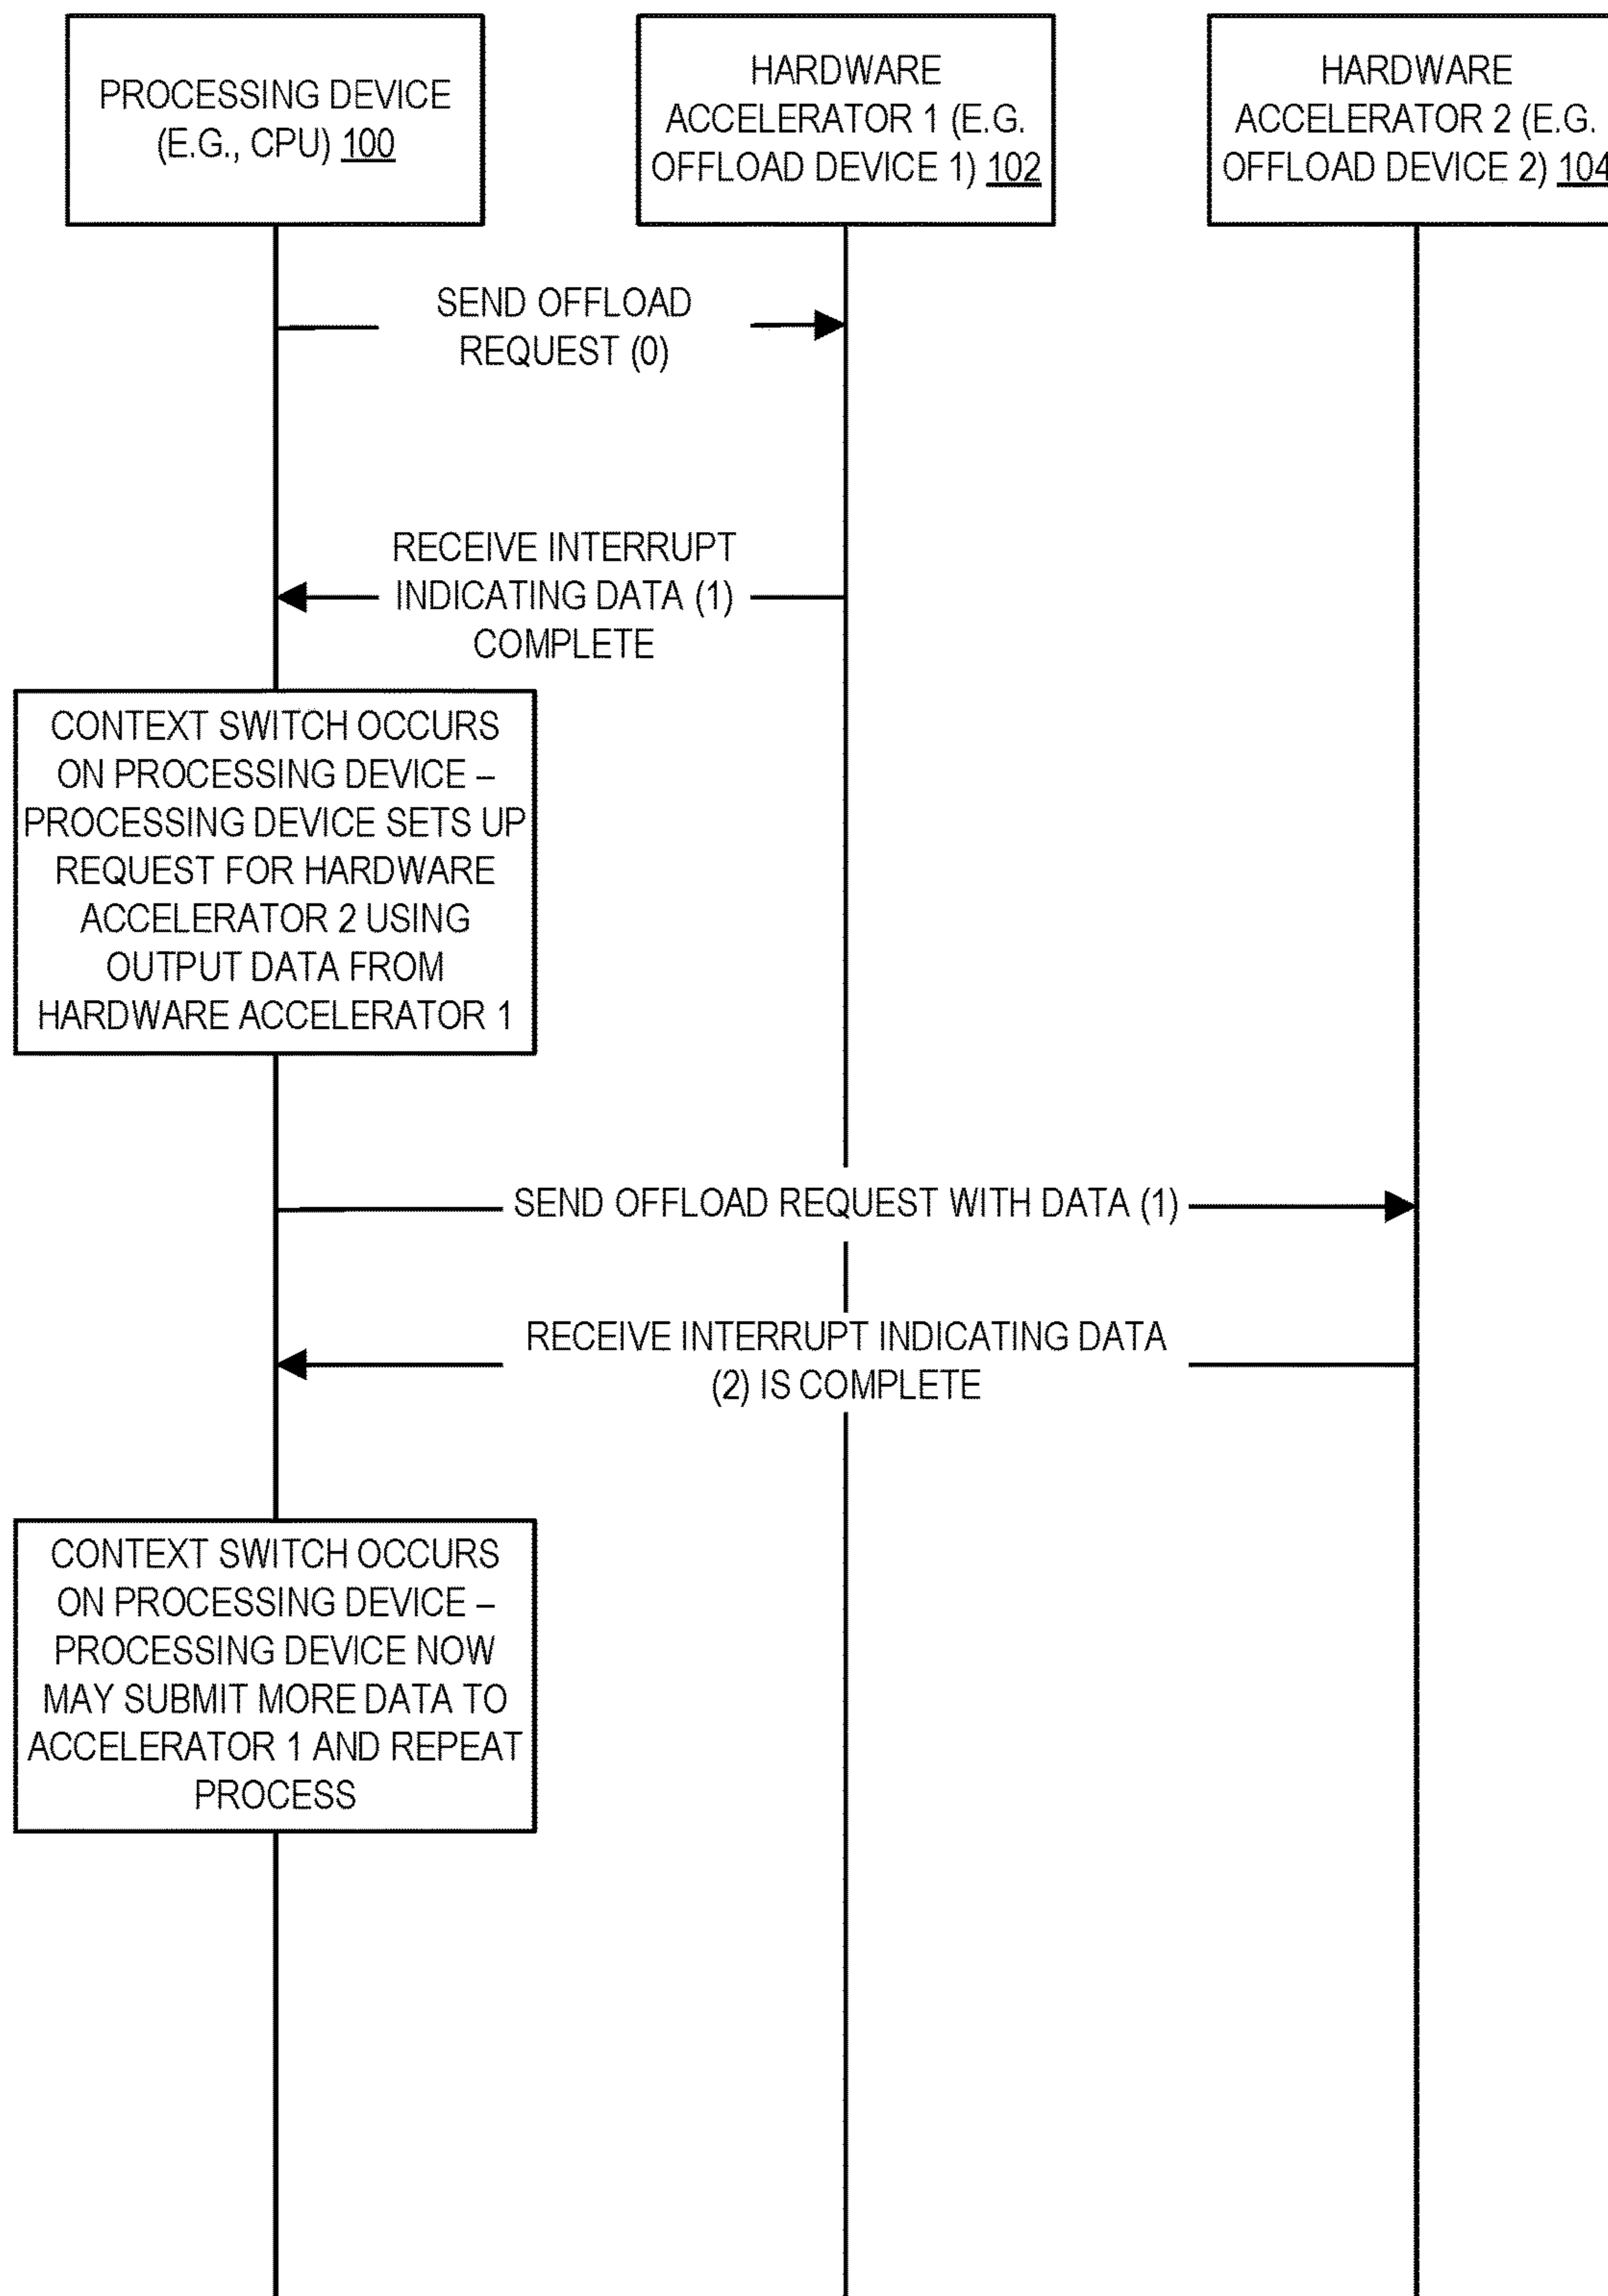 PROCESSING DEVICE
(E.G., CPU) 100
HARDWARE
ACCELERATOR 1 (E.G.
OFFLOAD DEVICE 1) 102
HARDWARE
ACCELERATOR 2 (E.G.
OFFLOAD DEVICE 2) 104
SEND OFFLOAD
REQUEST (0)
RECEIVE INTERRUPT
INDICATING DATA (1)
COMPLETE
CONTEXT SWITCH OCCURS
ON PROCESSING DEVICE –
PROCESSING DEVICE SETS UP
REQUEST FOR HARDWARE
ACCELERATOR 2 USING
OUTPUT DATA FROM
HARDWARE ACCELERATOR 1
SEND OFFLOAD REQUEST WITH DATA (1)
RECEIVE INTERRUPT INDICATING DATA
(2) IS COMPLETE
CONTEXT SWITCH OCCURS
ON PROCESSING DEVICE –
PROCESSING DEVICE NOW
MAY SUBMIT MORE DATA TO
ACCELERATOR 1 AND REPEAT
PROCESS